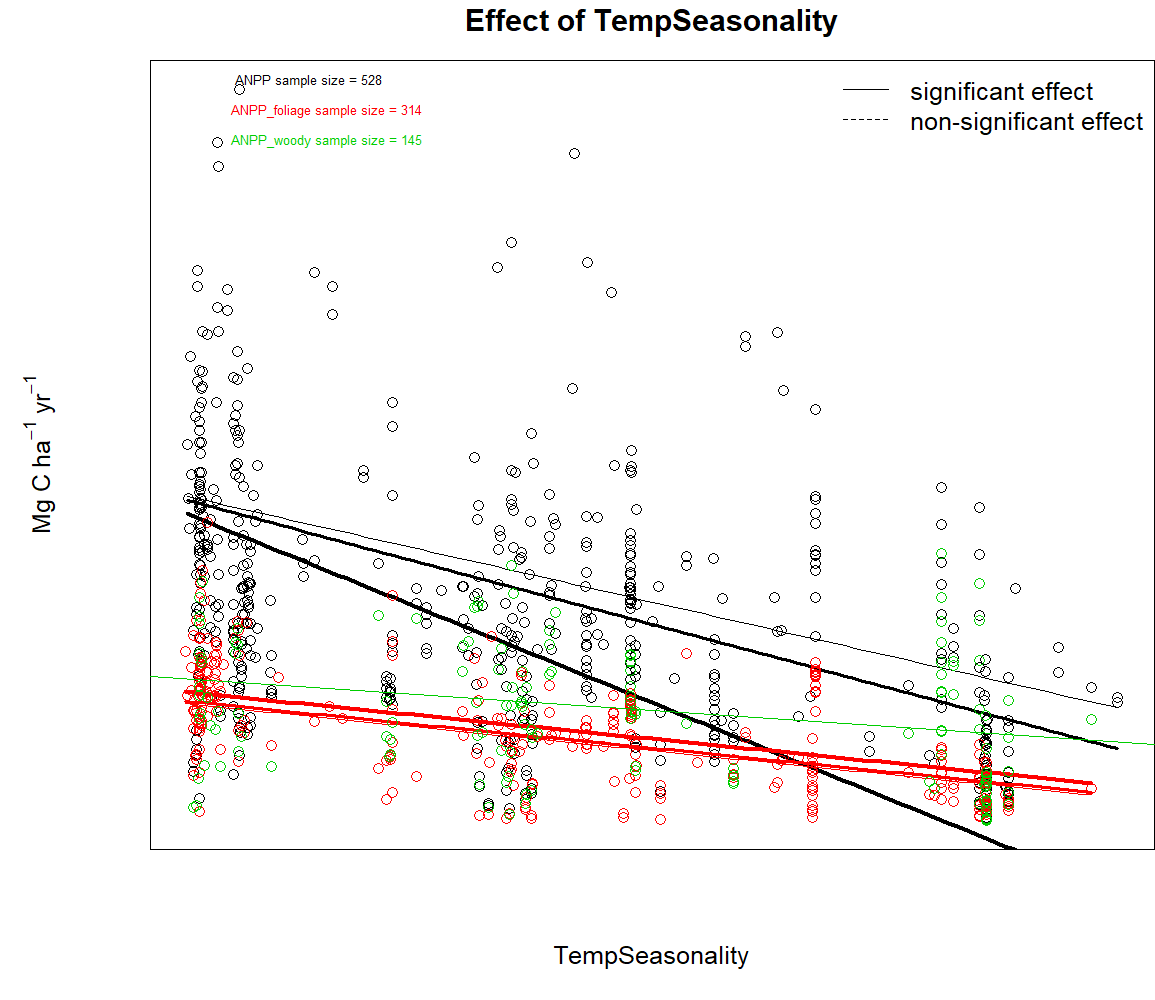 Effect of TempSeasonality
ANPP sample size = 528
ANPP_foliage sample size = 314
ANPP_woody sample size = 145
significant effect
non-significant effect
Mg C ha⁻¹ yr⁻¹
TempSeasonality